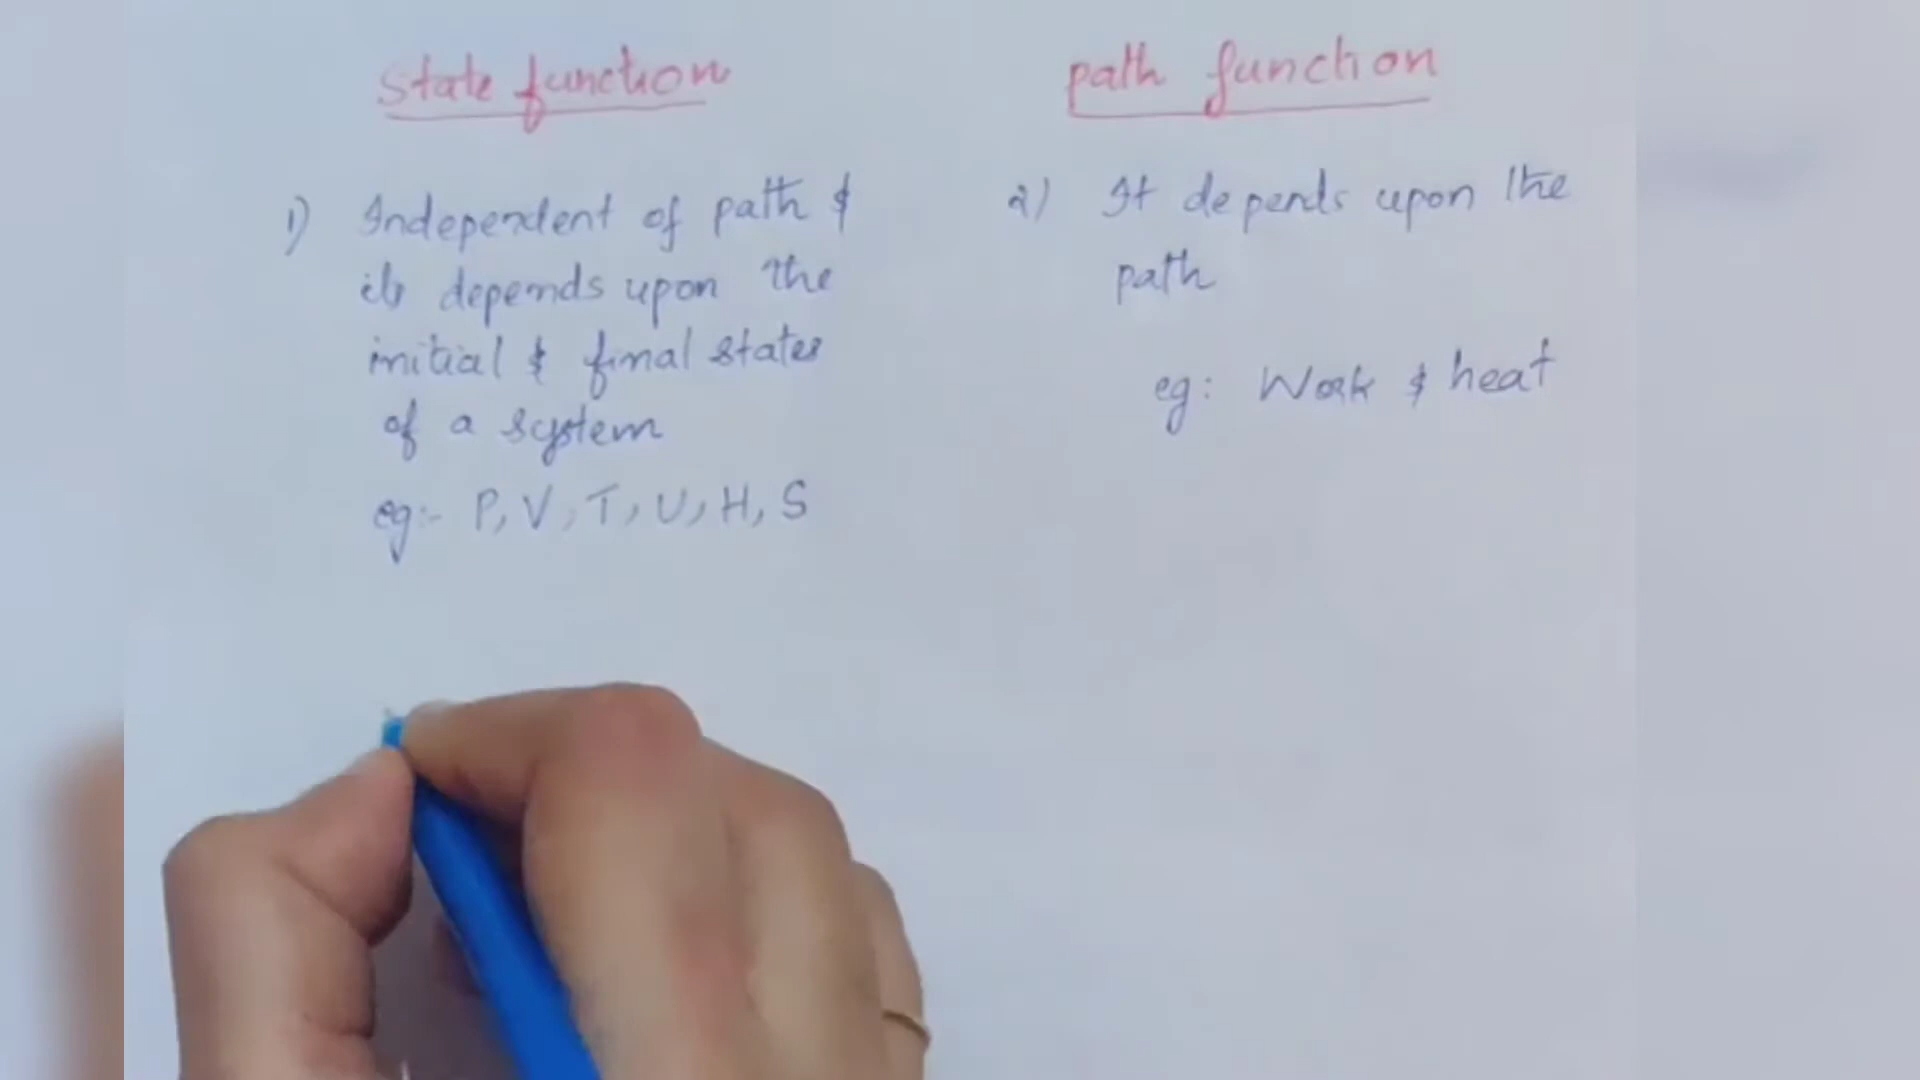 State function
1) Independent of path &
its depends upon the
initial & final states
of a system
eg:- P, V, T, U, H, S
path function
2) It depends upon the
path
eg: Work & heat